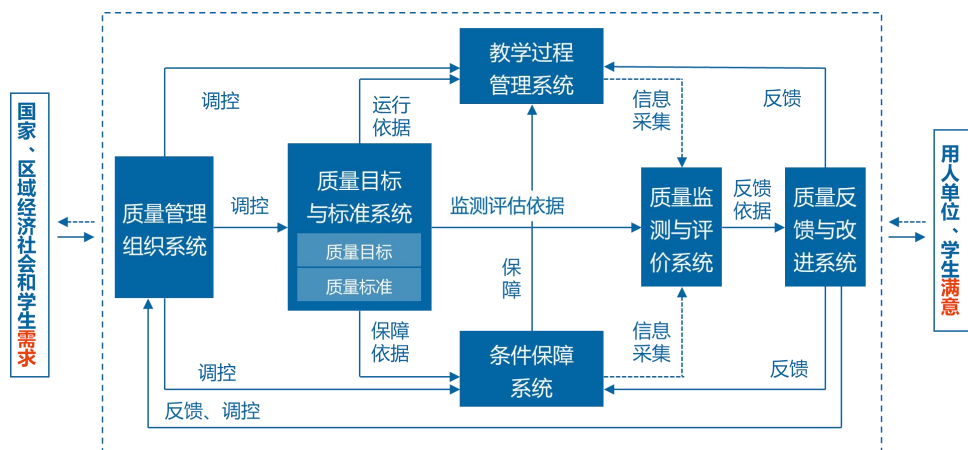 国家、区域经济社会和学生需求
质量管理
组织系统
调控
调控
调控
反馈、调控
质量目标
与标准系统
质量目标
质量标准
运行
依据
保障
依据
教学过程
管理系统
监测评估依据
保
障
条件保障
系统
信息
采集
信息
采集
质量监
测与评
价系统
反馈
依据
质量反
馈与改
进系统
反馈
反馈
用人单位、学生满意